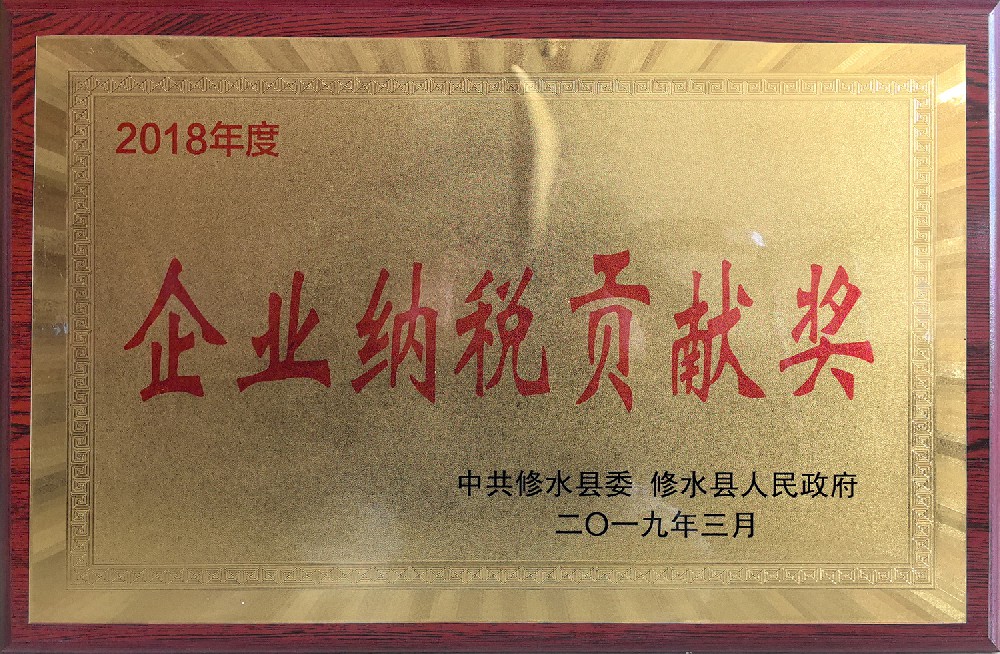 2018年度
企业纳税贡献奖
中共修水县委 修水县人民政府
二〇一九年三月